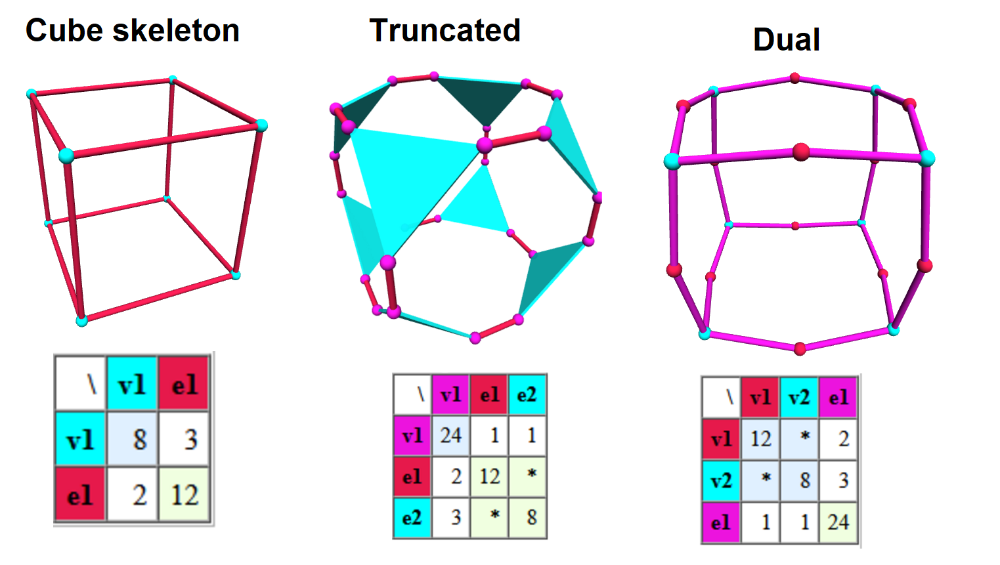 Cube skeleton
Truncated
Dual
\ v1 e1
v1 8 3
e1 2 12
\ v1 e1 e2
v1 24 1 1
e1 2 12 *
e2 3 * 8
\ v1 v2 e1
v1 12 * 2
v2 * 8 3
e1 1 1 24